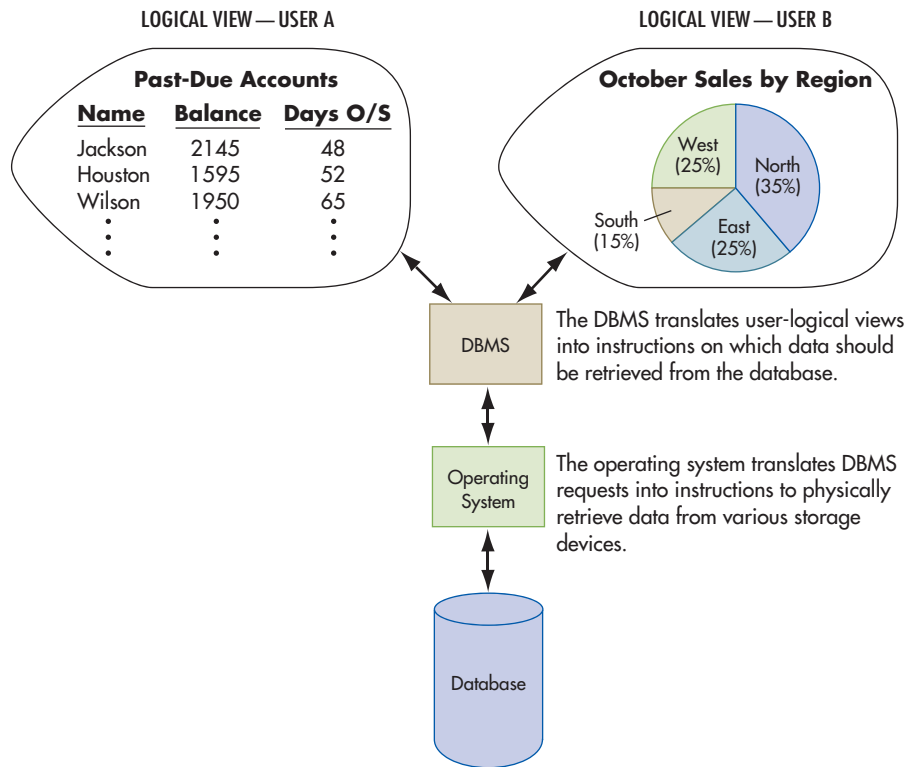 LOGICAL VIEW—USER A
Past-Due Accounts
Name Balance Days O/S
Jackson 2145 48
Houston 1595 52
Wilson 1950 65
LOGICAL VIEW—USER B
October Sales by Region
West
(25%)
North
(35%)
South
(15%)
East
(25%)
DBMS
The DBMS translates user-logical views
into instructions on which data should
be retrieved from the database.
Operating
System
The operating system translates DBMS
requests into instructions to physically
retrieve data from various storage
devices.
Database